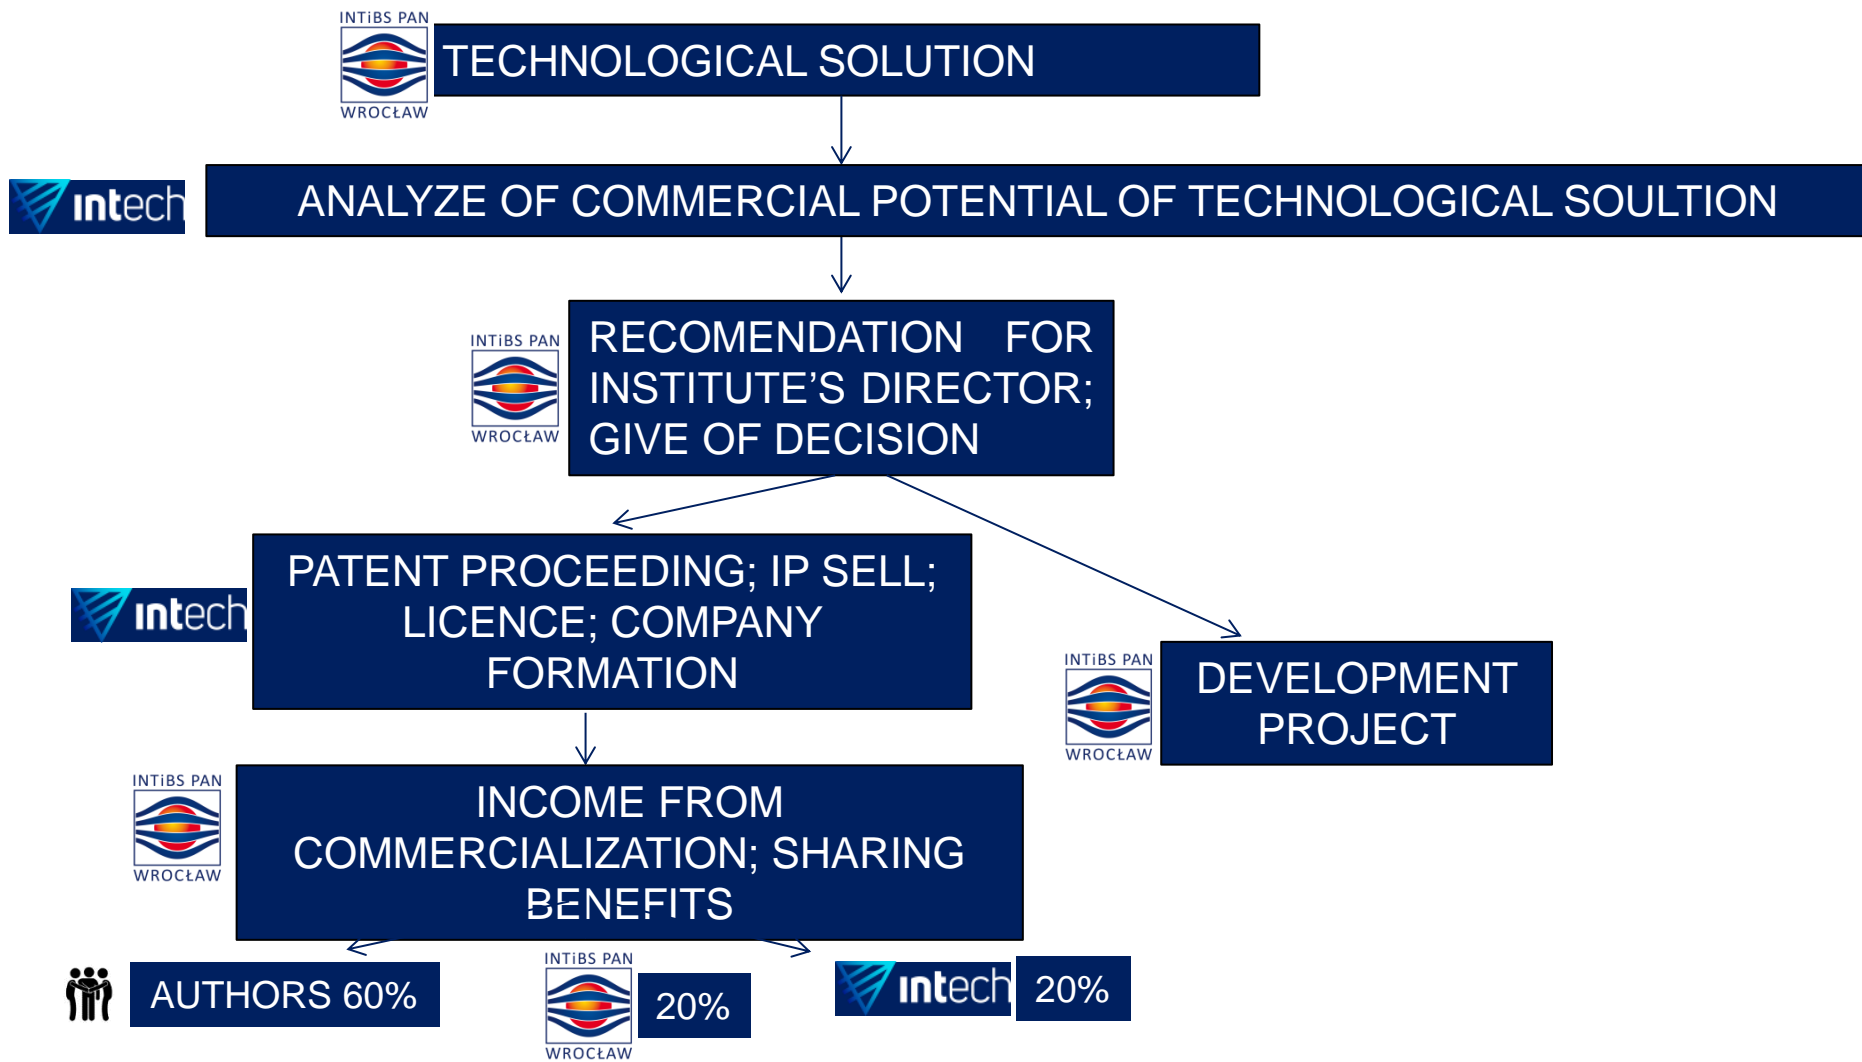 INTiBS PAN
WROCŁAW
TECHNOLOGICAL SOLUTION
intech
ANALYZE OF COMMERCIAL POTENTIAL OF TECHNOLOGICAL SOULTION
INTiBS PAN
WROCŁAW
RECOMENDATION FOR
INSTITUTE’S DIRECTOR;
GIVE OF DECISION
intech
PATENT PROCEEDING; IP SELL;
LICENCE; COMPANY
FORMATION
INTiBS PAN
WROCŁAW
DEVELOPMENT
PROJECT
INTiBS PAN
WROCŁAW
INCOME FROM
COMMERCIALIZATION; SHARING
BENEFITS
AUTHORS 60%
INTiBS PAN
WROCŁAW
20%
intech
20%